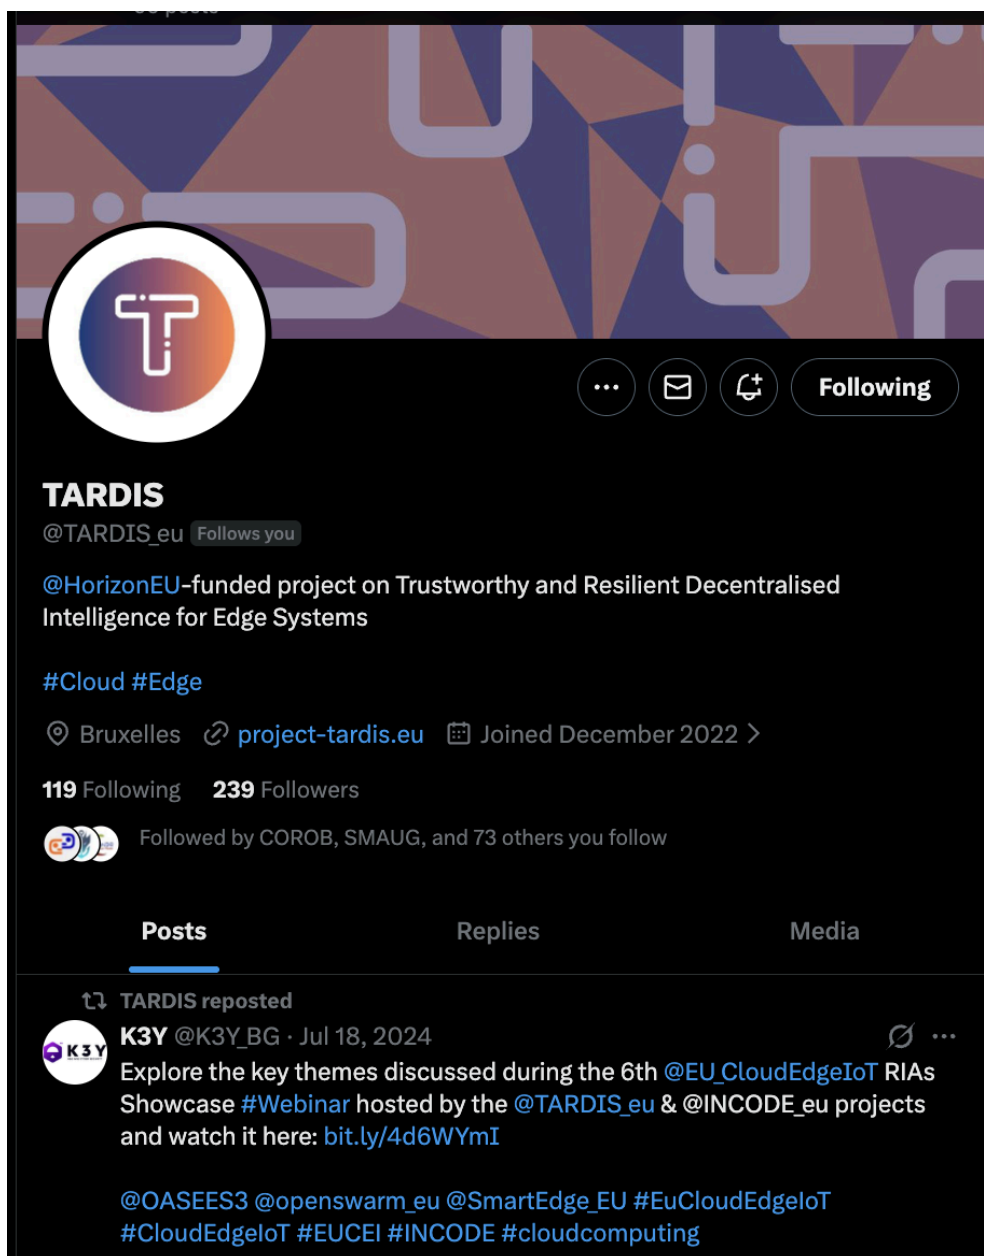 T
Following
TARDIS
@TARDIS_eu Follows you
@HorizonEU-funded project on Trustworthy and Resilient Decentralised
Intelligence for Edge Systems
#Cloud #Edge
Bruxelles project-tardis.eu Joined December 2022
119 Following 239 Followers
Followed by COROB, SMAUG, and 73 others you follow
Posts Replies Media
TARDIS reposted
K3Y
K3Y @K3Y_BG · Jul 18, 2024
Explore the key themes discussed during the 6th @EU_CloudEdgeIoT RIAs
Showcase #Webinar hosted by the @TARDIS_eu & @INCODE_eu projects
and watch it here: bit.ly/4d6WYmI
@OASEES3 @openswarm_eu @SmartEdge_EU #EuCloudEdgeIoT
#CloudEdgeIoT #EUCEI #INCODE #cloudcomputing